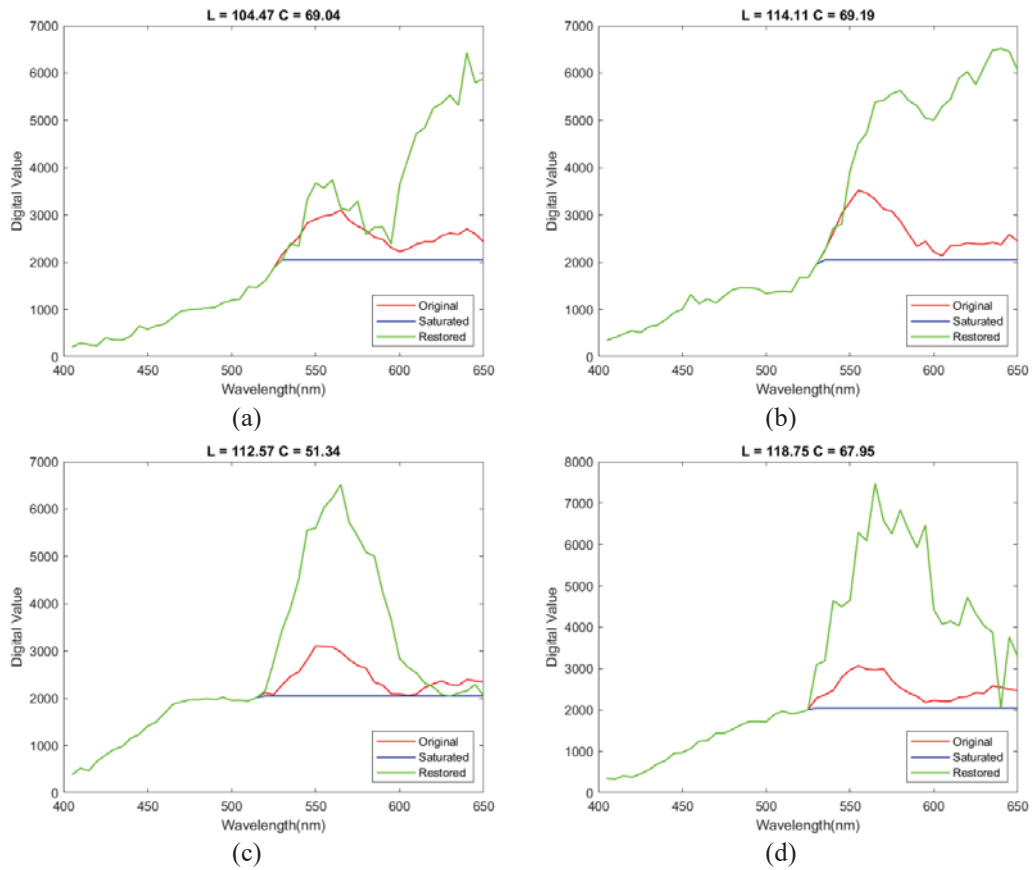 L = 104.47 C = 69.04
7000
6000
5000
4000
3000
2000
1000
0
Digital Value
400
450
500
550
600
650
Wavelength(nm)
Original
Saturated
Restored
(a)
L = 114.11 C = 69.19
7000
6000
5000
4000
3000
2000
1000
0
Digital Value
400
450
500
550
600
650
Wavelength(nm)
Original
Saturated
Restored
(b)
L = 112.57 C = 51.34
7000
6000
5000
4000
3000
2000
1000
0
Digital Value
400
450
500
550
600
650
Wavelength(nm)
Original
Saturated
Restored
(c)
L = 118.75 C = 67.95
8000
7000
6000
5000
4000
3000
2000
1000
0
Digital Value
400
450
500
550
600
650
Wavelength(nm)
Original
Saturated
Restored
(d)